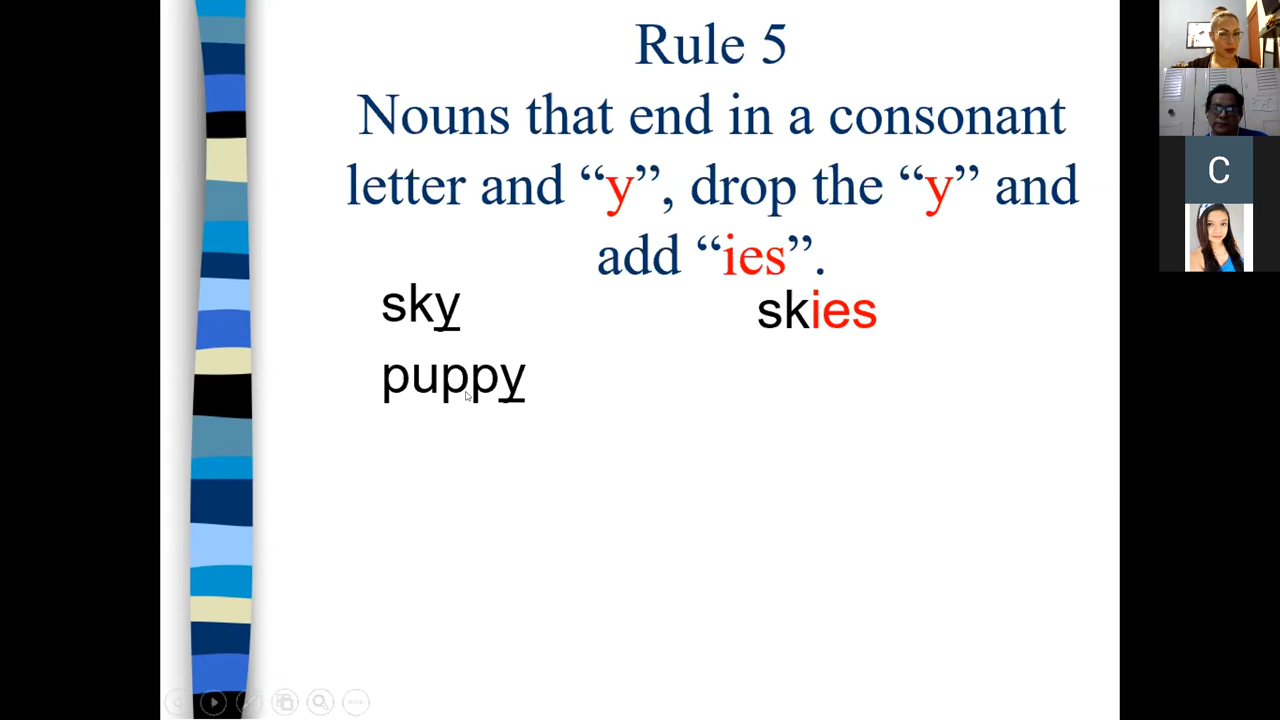 Rule 5
Nouns that end in a consonant
letter and “y”, drop the “y” and
add “ies”.
sky skies
puppy
C